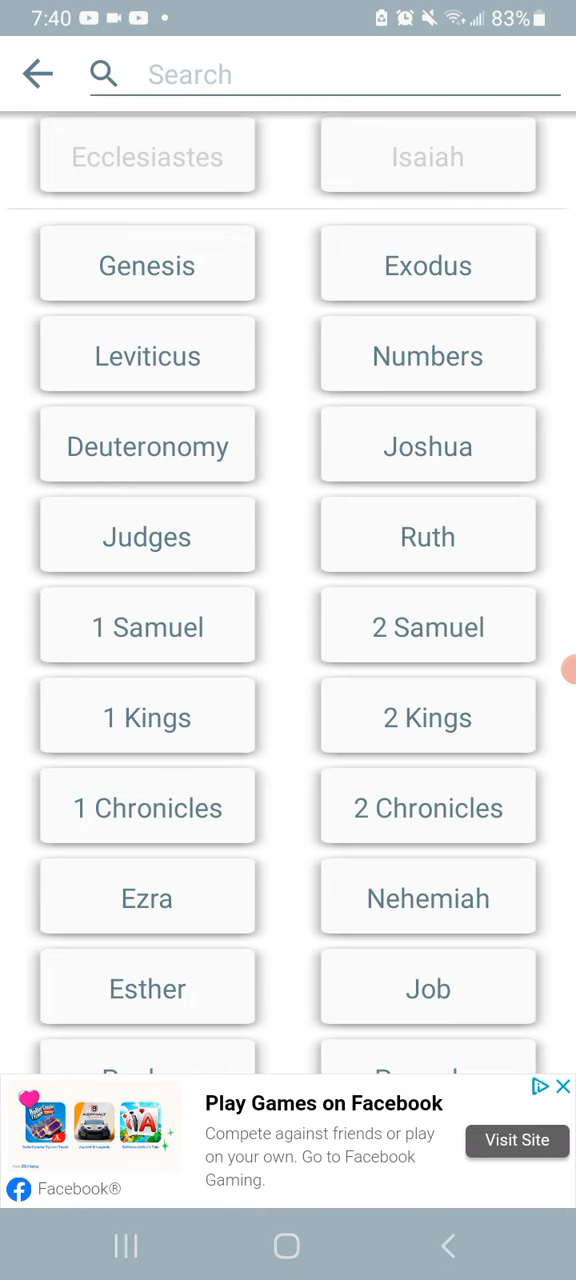 7:40 83%
Search
Ecclesiastes Isaiah
Genesis Exodus
Leviticus Numbers
Deuteronomy Joshua
Judges Ruth
1 Samuel 2 Samuel
1 Kings 2 Kings
1 Chronicles 2 Chronicles
Ezra Nehemiah
Esther Job
Play Games on Facebook
Compete against friends or play
on your own. Go to Facebook
Gaming.
Visit Site
Facebook®